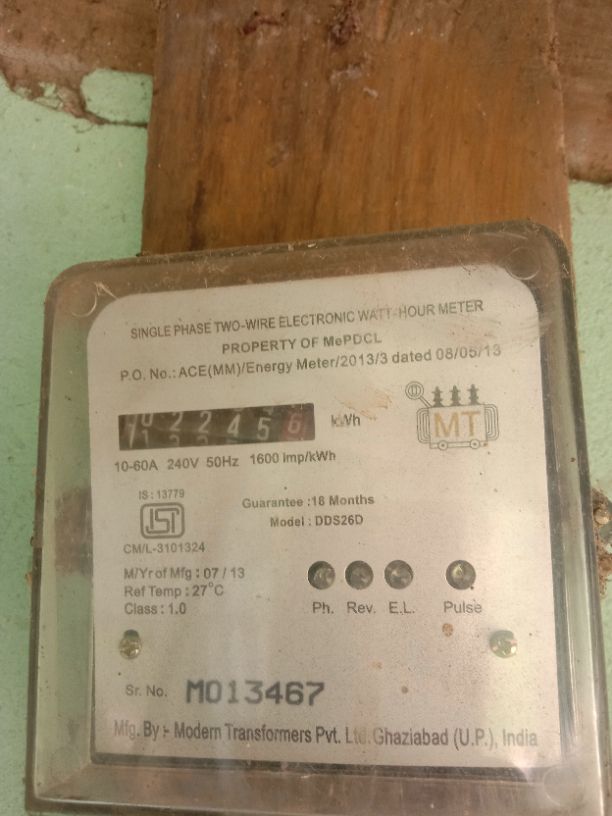 SINGLE PHASE TWO-WIRE ELECTRONIC WATT-HOUR METER
PROPERTY OF MePDCL
P.O. No.: ACE(MM)/Energy Meter/2013/3 dated 08/05/13
kWh
MT
10-60A 240V 50Hz 1600 imp/kWh
IS : 13779
Guarantee : 18 Months
Model : DDS26D
ISI
CM/L-3101324
M/Yr of Mfg : 07 / 13
Ref Temp : 27°C
Class : 1.0
Ph. Rev. E.L. Pulse
Sr. No. M013467
Mfg. By :- Modern Transformers Pvt. Ltd. Ghaziabad (U.P.), India